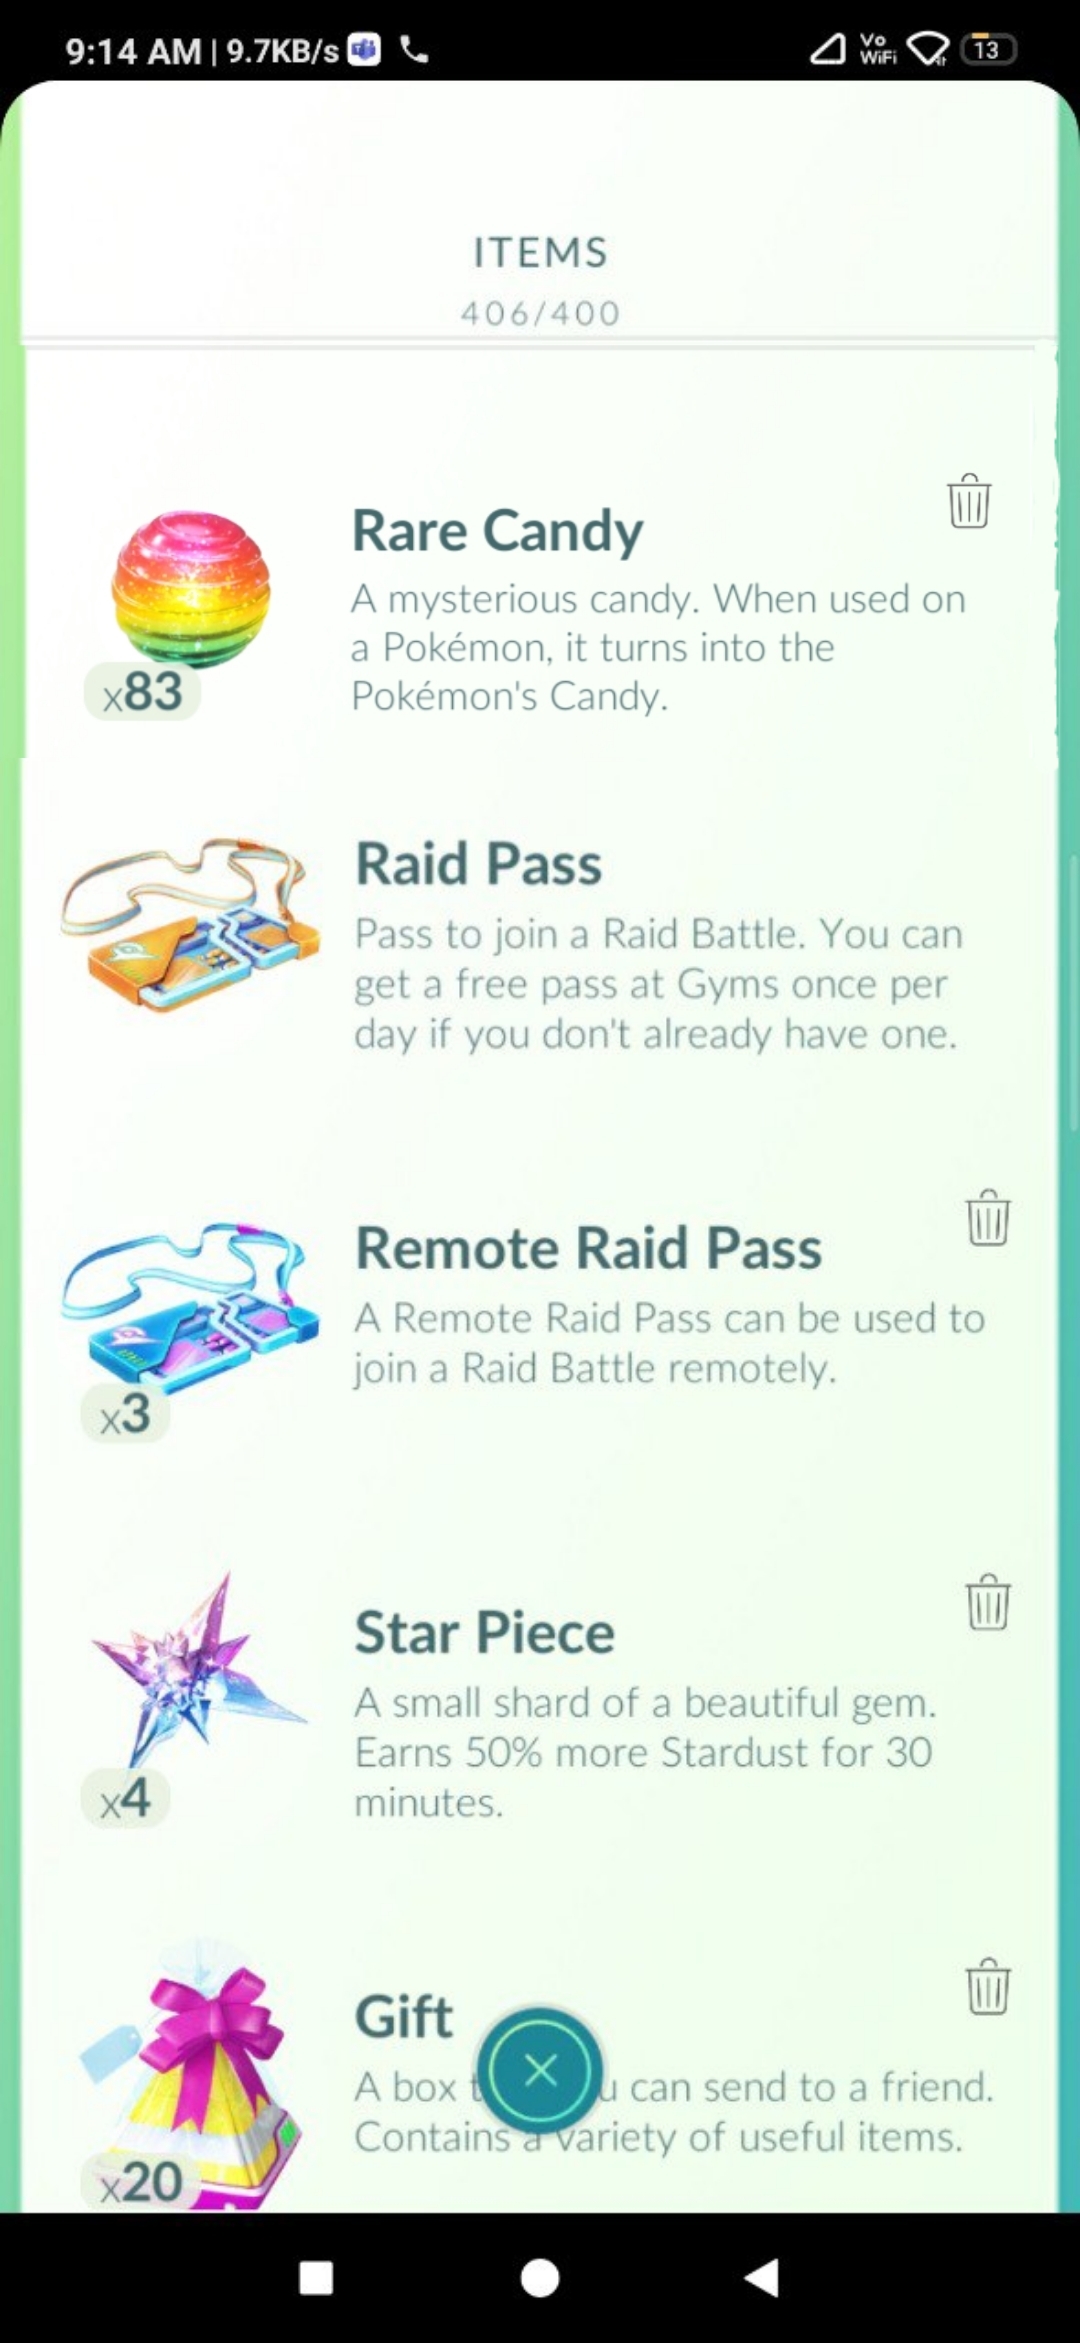 9:14 AM | 9.7KB/s
Vo
WiFi
13
ITEMS
406/400
Rare Candy
A mysterious candy. When used on
a Pokémon, it turns into the
Pokémon's Candy.
x83
Raid Pass
Pass to join a Raid Battle. You can
get a free pass at Gyms once per
day if you don't already have one.
Remote Raid Pass
A Remote Raid Pass can be used to
join a Raid Battle remotely.
x3
Star Piece
A small shard of a beautiful gem.
Earns 50% more Stardust for 30
minutes.
x4
Gift
A box can send to a friend.
Contains a variety of useful items.
x20